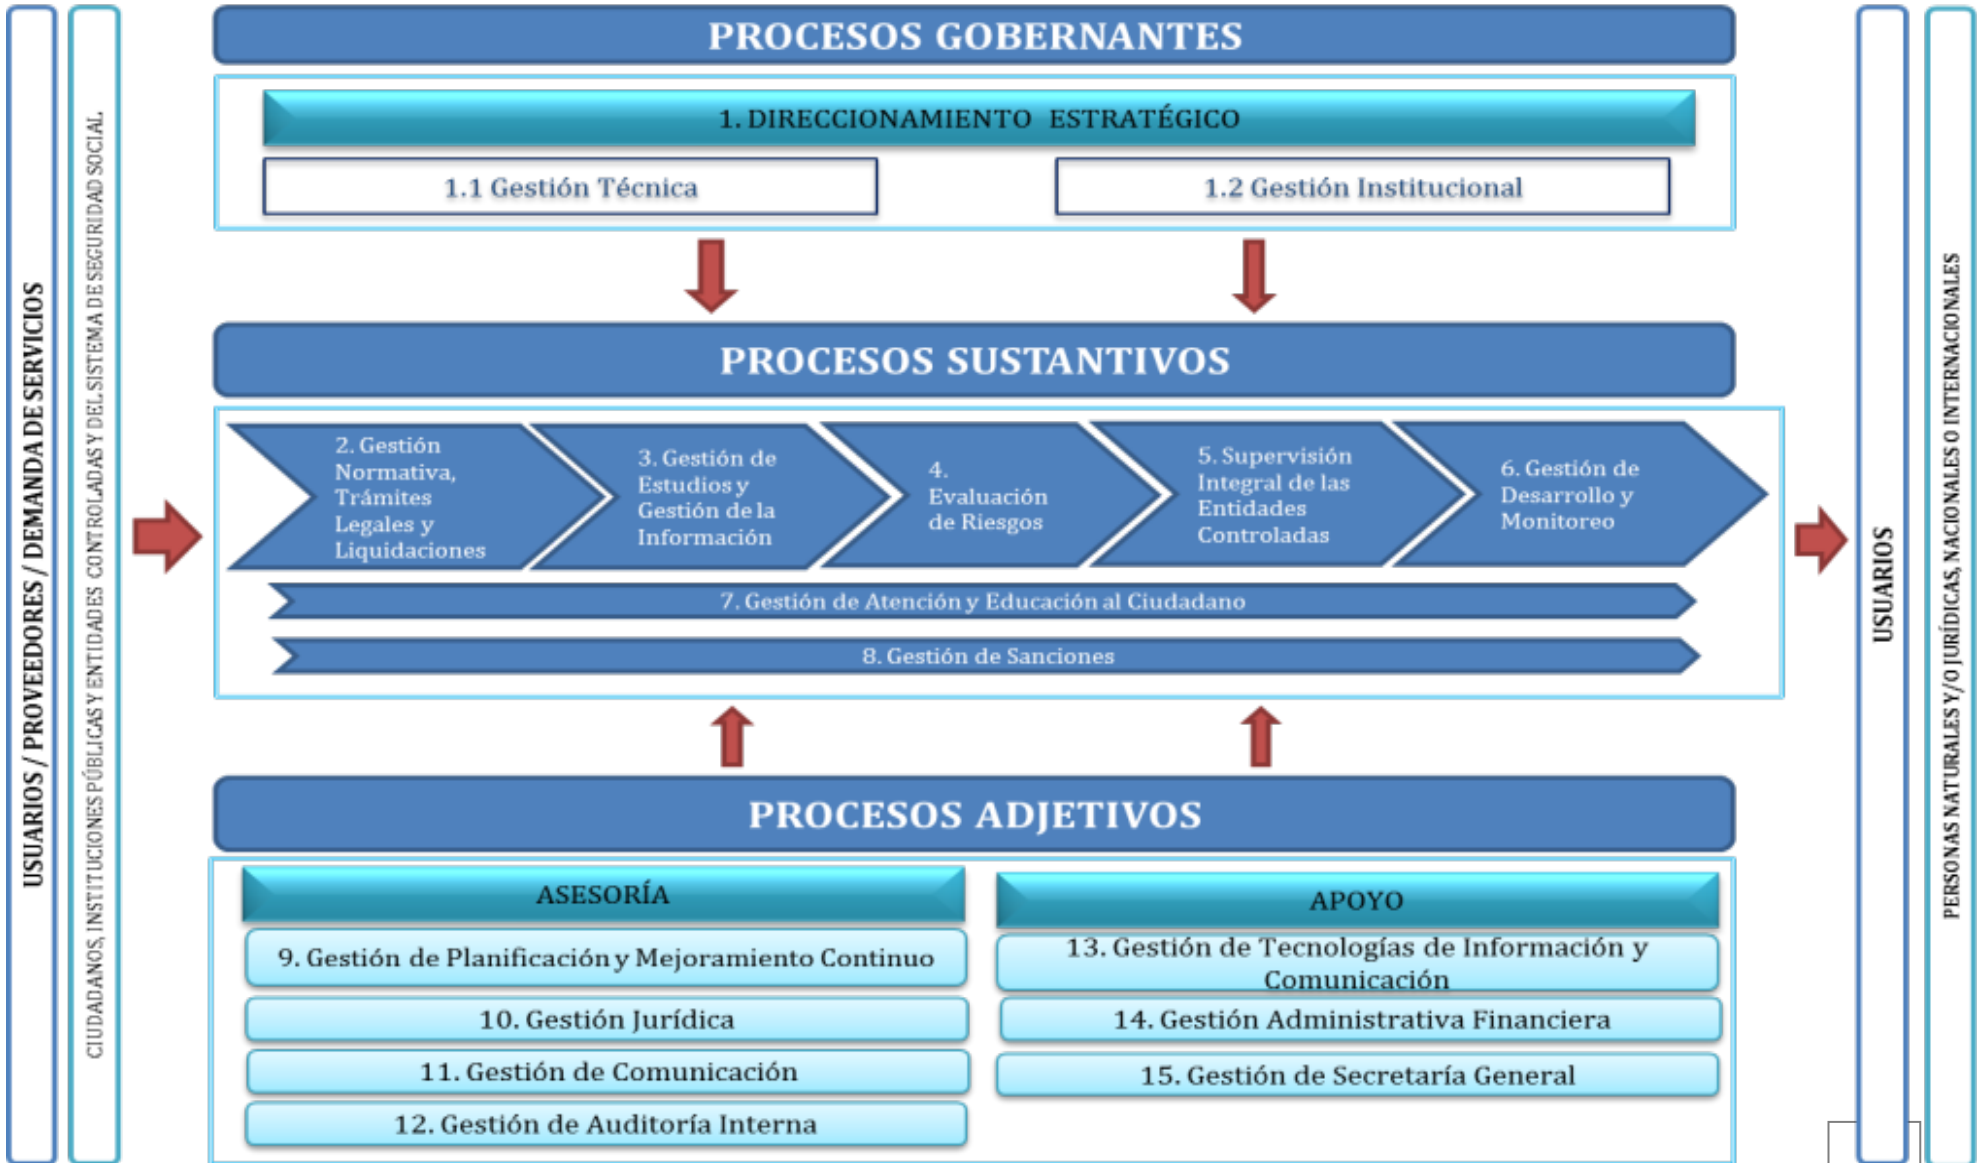 USUARIOS / PROVEEDORES / DEMANDA DE SERVICIOS
CIUDADANOS, INSTITUCIONES PÚBLICAS Y ENTIDADES CONTROLADAS Y DEL SISTEMA DE SEGURIDAD SOCIAL
PROCESOS GOBERNANTES
1. DIRECCIONAMIENTO ESTRATÉGICO
1.1 Gestión Técnica
1.2 Gestión Institucional
PROCESOS SUSTANTIVOS
2. Gestión
Normativa,
Trámites
Legales y
Liquidaciones
3. Gestión de
Estudios y
Gestión de la
Información
4.
Evaluación
de Riesgos
5. Supervisión
Integral de las
Entidades
Controladas
6. Gestión de
Desarrollo y
Monitoreo
7. Gestión de Atención y Educación al Ciudadano
8. Gestión de Sanciones
PROCESOS ADJETIVOS
ASESORÍA
9. Gestión de Planificación y Mejoramiento Continuo
10. Gestión Jurídica
11. Gestión de Comunicación
12. Gestión de Auditoría Interna
APOYO
13. Gestión de Tecnologías de Información y
Comunicación
14. Gestión Administrativa Financiera
15. Gestión de Secretaría General
USUARIOS
PERSONAS NATURALES Y/O JURÍDICAS, NACIONALES O INTERNACIONALES